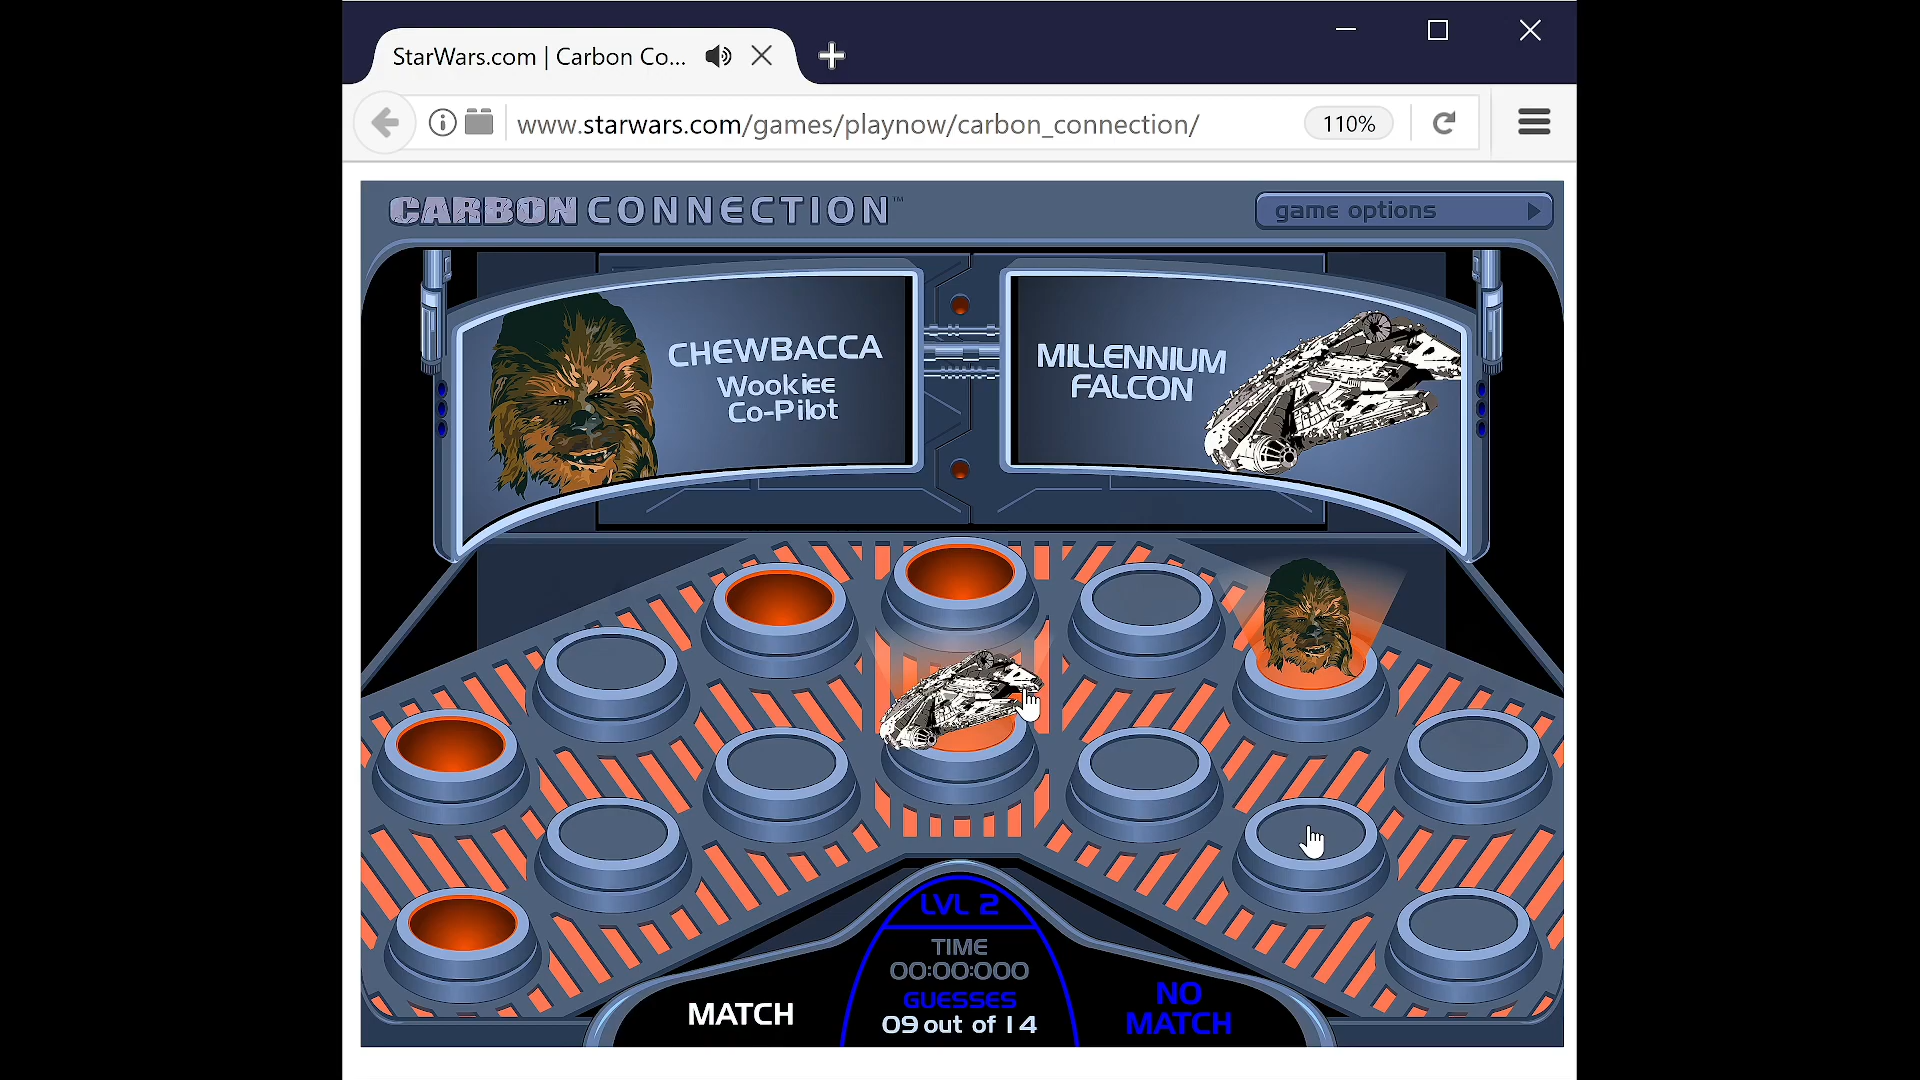 StarWars.com | Carbon Co...
www.starwars.com/games/playnow/carbon_connection/
110%
CARBON CONNECTION™
game options
CHEWBACCA
Wookiee
Co-Pilot
MILLENNIUM
FALCON
LVL 2
TIME
00:00:000
GUESSES
09 out of 14
MATCH
NO
MATCH